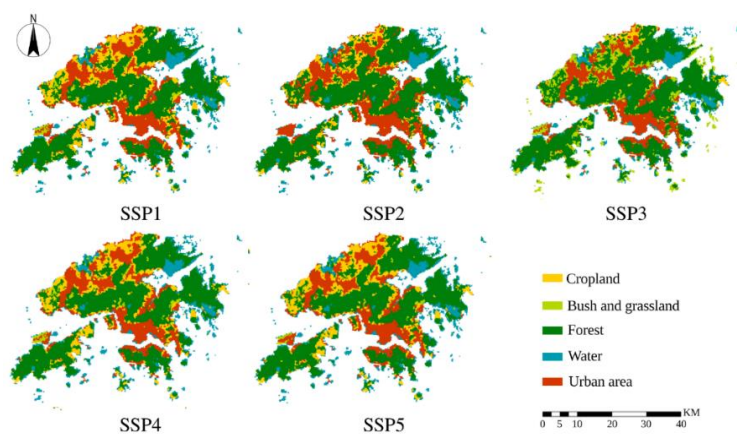 N
SSP1
SSP2
SSP3
SSP4
SSP5
Cropland
Bush and grassland
Forest
Water
Urban area
KM
0 5 10 20 30 40